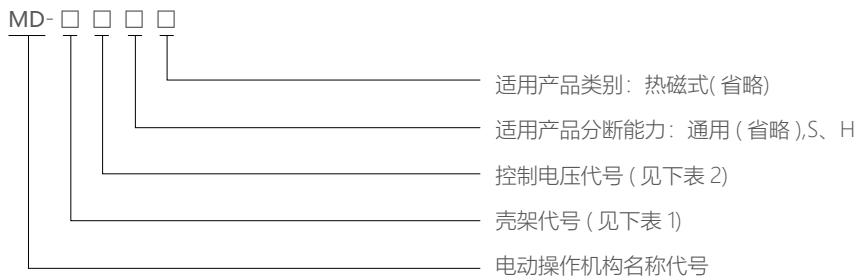 MD-□ □ □ □
适用产品类别：热磁式(省略)
适用产品分断能力：通用(省略),S、H
控制电压代号(见下表2)
壳架代号(见下表1)
电动操作机构名称代号